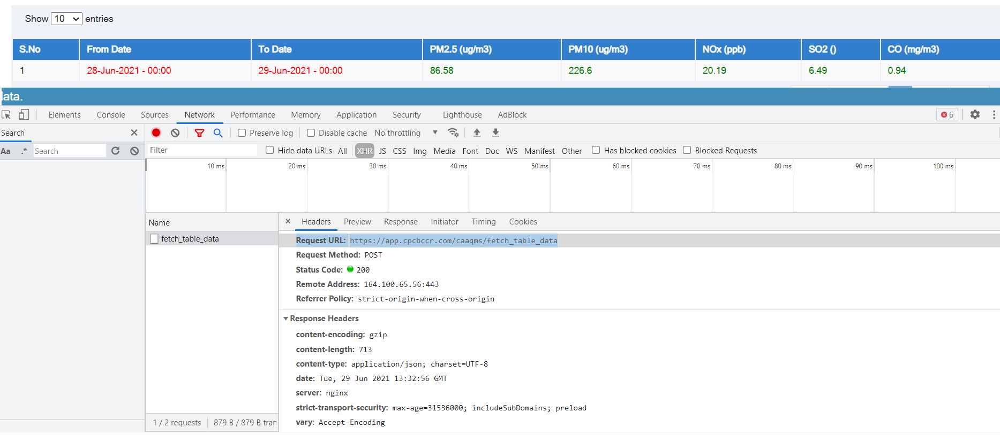 Show 10 entries
S.No From Date To Date PM2.5 (ug/m3) PM10 (ug/m3) NOx (ppb) SO2 () CO (mg/m3)
1 28-Jun-2021 - 00:00 29-Jun-2021 - 00:00 86.58 226.6 20.19 6.49 0.94
ata.
Elements Console Sources Network Performance Memory Application Security Lighthouse AdBlock 6
Search Preserve log Disable cache No throttling
Aa .* Search Filter Hide data URLs All XHR JS CSS Img Media Font Doc WS Manifest Other Has blocked cookies Blocked Requests
10 ms 20 ms 30 ms 40 ms 50 ms 60 ms 70 ms 80 ms 90 ms 100 ms
Name
fetch_table_data
1 / 2 requests 879 B / 879 B tran
Headers Preview Response Initiator Timing Cookies
Request URL: https://app.cpcbccr.com/caaqms/fetch_table_data
Request Method: POST
Status Code: 200
Remote Address: 164.100.65.56:443
Referrer Policy: strict-origin-when-cross-origin
Response Headers
content-encoding: gzip
content-length: 713
content-type: application/json; charset=UTF-8
date: Tue, 29 Jun 2021 13:32:56 GMT
server: nginx
strict-transport-security: max-age=31536000; includeSubDomains; preload
vary: Accept-Encoding